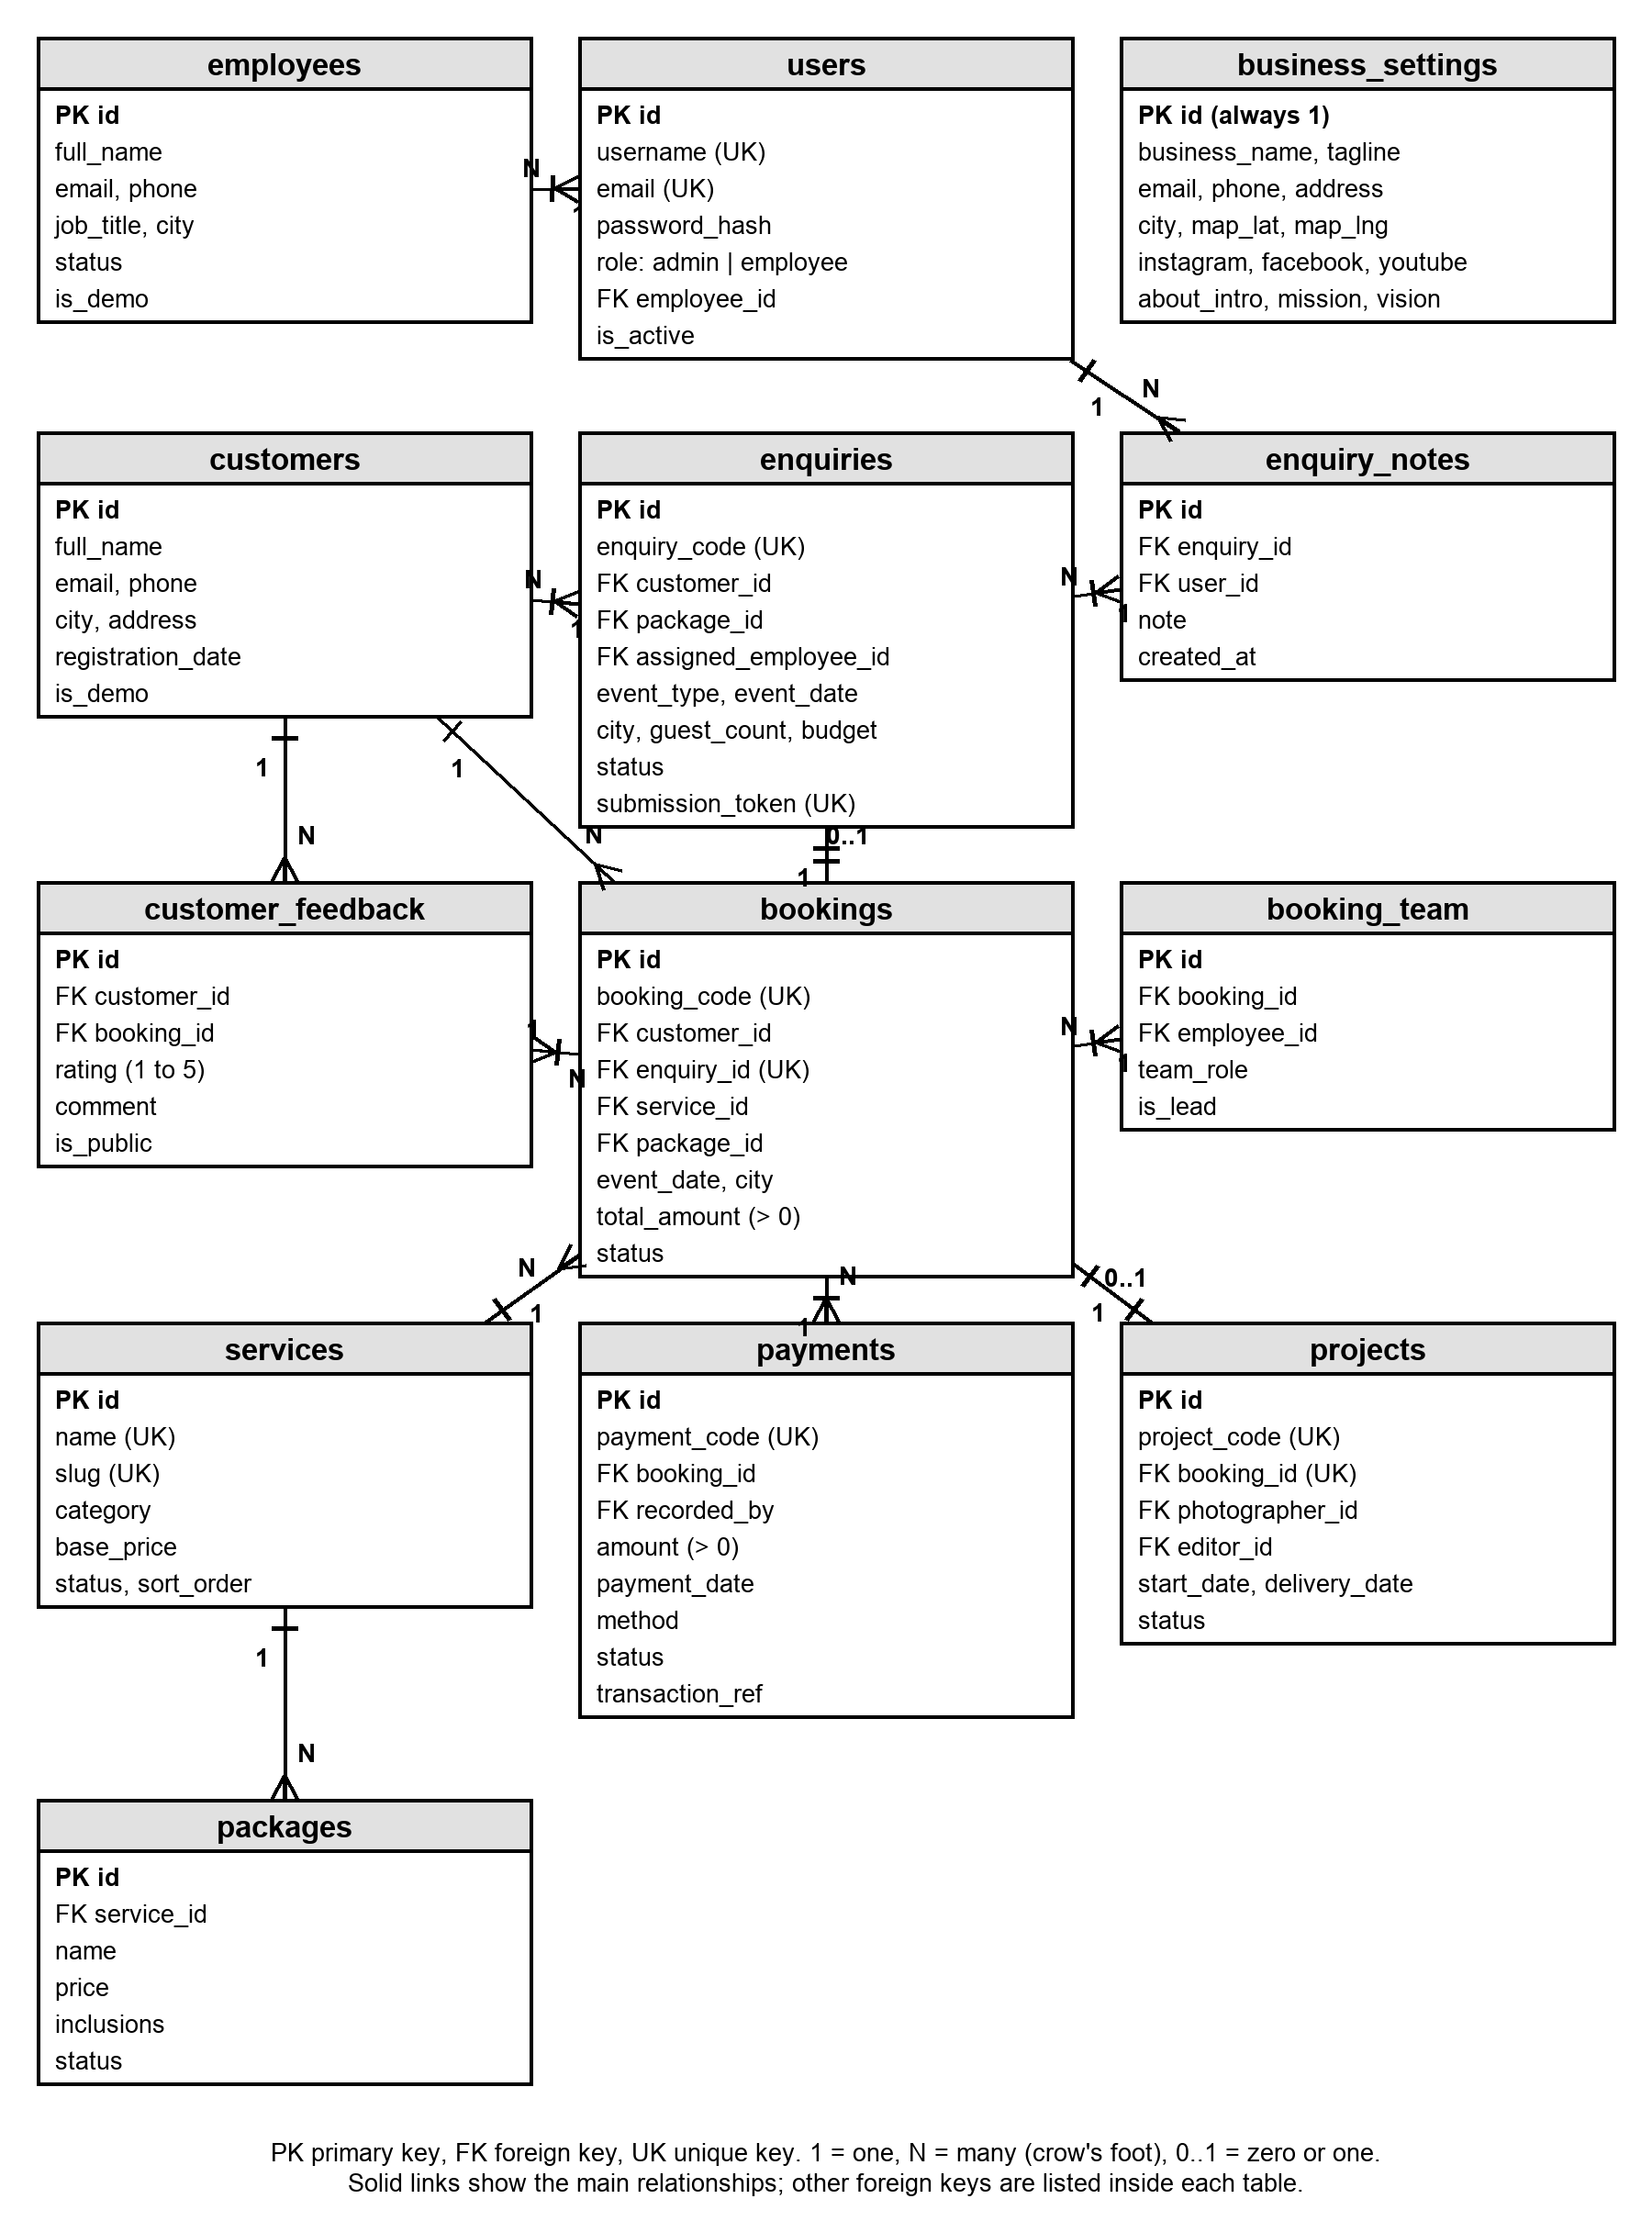 employees
PK id
full_name
email, phone
job_title, city
status
is_demo
N
users
PK id
username (UK)
email (UK)
password_hash
role: admin | employee
FK employee_id
is_active
business_settings
PK id (always 1)
business_name, tagline
email, phone, address
city, map_lat, map_lng
instagram, facebook, youtube
about_intro, mission, vision
1
N
customers
PK id
full_name
email, phone
city, address
registration_date
is_demo
N
1
enquiries
PK id
enquiry_code (UK)
FK customer_id
FK package_id
FK assigned_employee_id
event_type, event_date
city, guest_count, budget
status
submission_token (UK)
N
1
enquiry_notes
PK id
FK enquiry_id
FK user_id
note
created_at
1
N
1
N
0..1
1
customer_feedback
PK id
FK customer_id
FK booking_id
rating (1 to 5)
comment
is_public
1
N
bookings
PK id
booking_code (UK)
FK customer_id
FK enquiry_id (UK)
FK service_id
FK package_id
event_date, city
total_amount (> 0)
status
N
1
booking_team
PK id
FK booking_id
FK employee_id
team_role
is_lead
N
1
N
1
0..1
1
services
PK id
name (UK)
slug (UK)
category
base_price
status, sort_order
payments
PK id
payment_code (UK)
FK booking_id
FK recorded_by
amount (> 0)
payment_date
method
status
transaction_ref
projects
PK id
project_code (UK)
FK booking_id (UK)
FK photographer_id
FK editor_id
start_date, delivery_date
status
1
N
packages
PK id
FK service_id
name
price
inclusions
status
PK primary key, FK foreign key, UK unique key. 1 = one, N = many (crow's foot), 0..1 = zero or one.
Solid links show the main relationships; other foreign keys are listed inside each table.